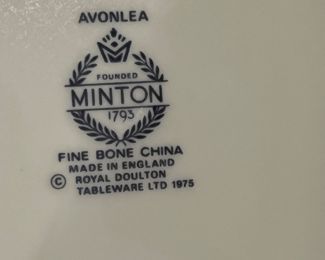 AVONLEA
FOUNDED
MINTON
1793
FINE BONE CHINA
MADE IN ENGLAND
© ROYAL DOULTON
TABLEWARE LTD 1975